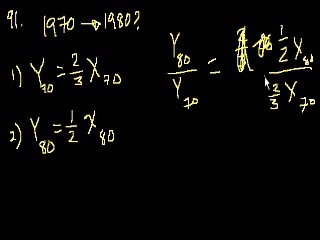 91. 1970 → 1980?
1) Y₇₀ = 2/3 X₇₀
2) Y₈₀ = 1/2 X₈₀
Y₈₀ / Y₇₀ = 1/2 X₈₀ / 2/3 X₇₀